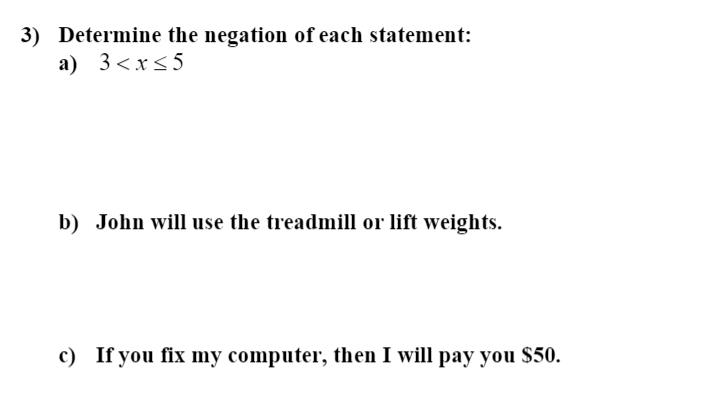 3) Determine the negation of each statement:
a) 3 < x ≤ 5
b) John will use the treadmill or lift weights.
c) If you fix my computer, then I will pay you $50.